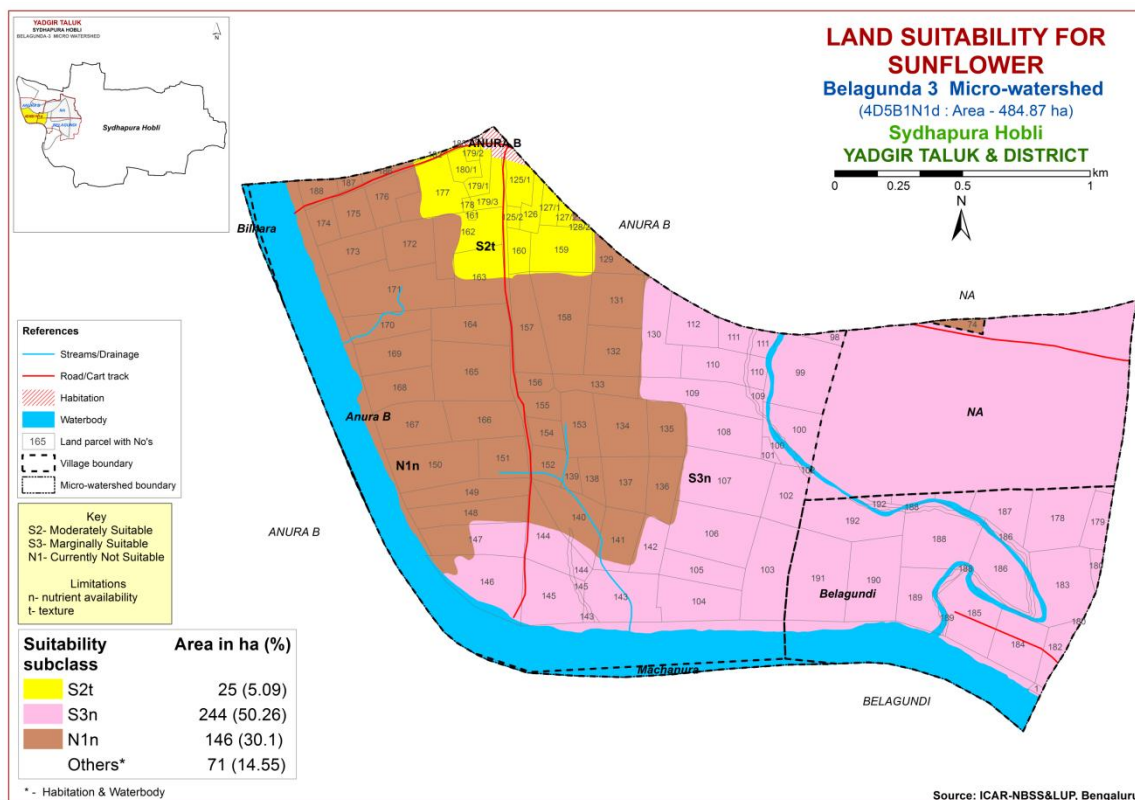 YADGIR TALUK
SYDHAPURA HOBLI
BELAGUNDA-3 MICRO WATERSHED
N
ANURA B
NA
BELAGUNDI
Sydhapura Hobli
LAND SUITABILITY FOR
SUNFLOWER
Belagunda 3 Micro-watershed
(4D5B1N1d : Area - 484.87 ha)
Sydhapura Hobli
YADGIR TALUK & DISTRICT
km
0 0.25 0.5 1
N
ANURA B
179/2
180/1
188 187 176 177 179/1 125/1
178 179/3 127/1
174 175 161 125/2 126
162 128/2
ANURA B
Bilhara
173 172 S2t 160 159
129
163
NA
171 131
74
170 164 157 158 130 112 111 111 98
169 132
165 110 110 99
168 156 133 109 109
155
Anura B
167 166 153 134 135 108 100
154 101
NA
N1n 150 151 152 S3n
139 138 137 136 107 102
149
148 140
192 188 187 178 179
192
147 144 141 142 106 188 186
ANURA B
144 105 103
146 145 145 143 104 191 190 186 183
Belagundi 189 185
143 184 182
Machanura
BELAGUNDI
References
Streams/Drainage
Road/Cart track
Habitation
Waterbody
165 Land parcel with No's
Village boundary
Micro-watershed boundary
Key
S2- Moderately Suitable
S3- Marginally Suitable
N1- Currently Not Suitable
Limitations
n- nutrient availability
t- texture
Suitability subclass Area in ha (%)
S2t 25 (5.09)
S3n 244 (50.26)
N1n 146 (30.1)
Others* 71 (14.55)
* - Habitation & Waterbody
Source: ICAR-NBSS&LUP, Bengaluru